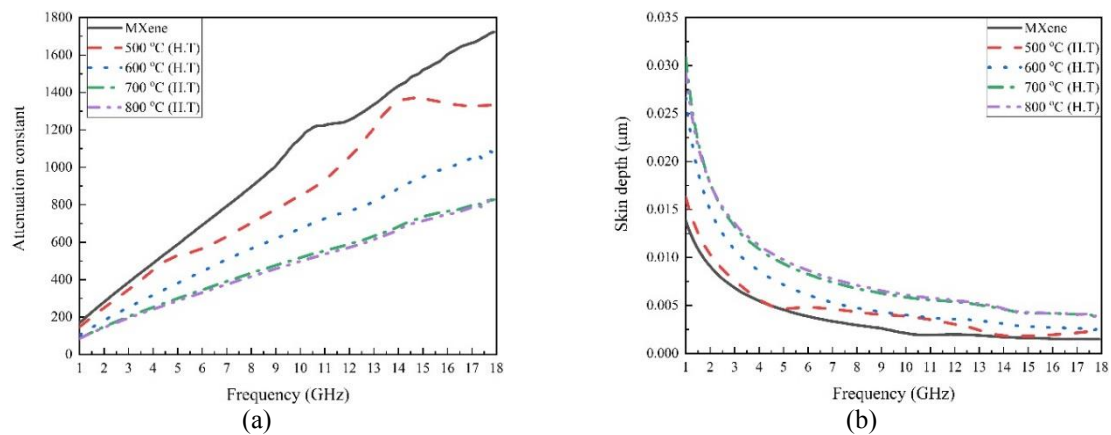 1800
1600
1400
1200
1000
800
600
400
200
0
Attenuation constant
MXene
500 °C (H.T)
600 °C (H.T)
700 °C (H.T)
800 °C (H.T)
1 2 3 4 5 6 7 8 9 10 11 12 13 14 15 16 17 18
Frequency (GHz)
(a)
0.035
0.030
0.025
0.020
0.015
0.010
0.005
0.000
Skin depth (μm)
MXene
500 °C (H.T)
600 °C (H.T)
700 °C (H.T)
800 °C (H.T)
1 2 3 4 5 6 7 8 9 10 11 12 13 14 15 16 17 18
Frequency (GHz)
(b)